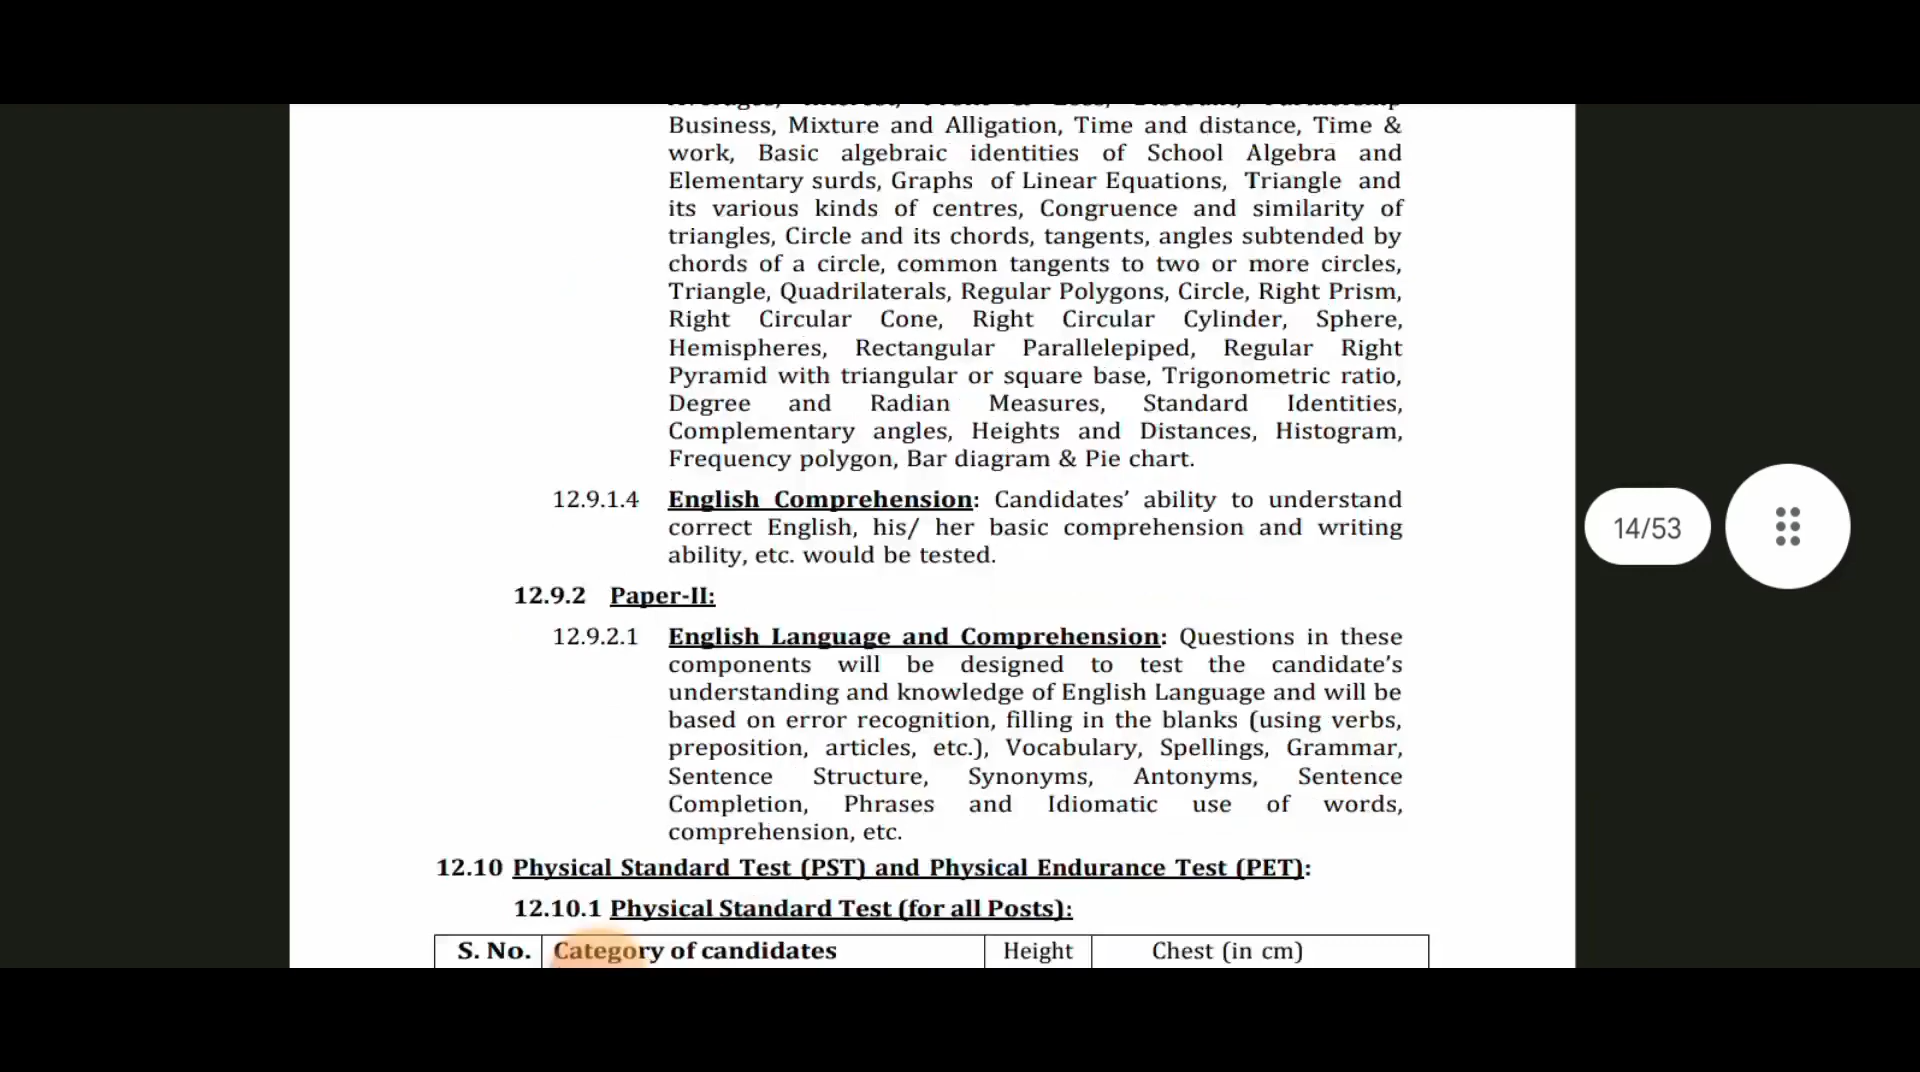 Business, Mixture and Alligation, Time and distance, Time &
work, Basic algebraic identities of School Algebra and
Elementary surds, Graphs of Linear Equations, Triangle and
its various kinds of centres, Congruence and similarity of
triangles, Circle and its chords, tangents, angles subtended by
chords of a circle, common tangents to two or more circles,
Triangle, Quadrilaterals, Regular Polygons, Circle, Right Prism,
Right Circular Cone, Right Circular Cylinder, Sphere,
Hemispheres, Rectangular Parallelepiped, Regular Right
Pyramid with triangular or square base, Trigonometric ratio,
Degree and Radian Measures, Standard Identities,
Complementary angles, Heights and Distances, Histogram,
Frequency polygon, Bar diagram & Pie chart.
12.9.1.4 English Comprehension: Candidates’ ability to understand
correct English, his/ her basic comprehension and writing
ability, etc. would be tested.
14/53
12.9.2 Paper-II:
12.9.2.1 English Language and Comprehension: Questions in these
components will be designed to test the candidate’s
understanding and knowledge of English Language and will be
based on error recognition, filling in the blanks (using verbs,
preposition, articles, etc.), Vocabulary, Spellings, Grammar,
Sentence Structure, Synonyms, Antonyms, Sentence
Completion, Phrases and Idiomatic use of words,
comprehension, etc.
12.10 Physical Standard Test (PST) and Physical Endurance Test (PET):
12.10.1 Physical Standard Test (for all Posts):
S. No. Category of candidates Height Chest (in cm)